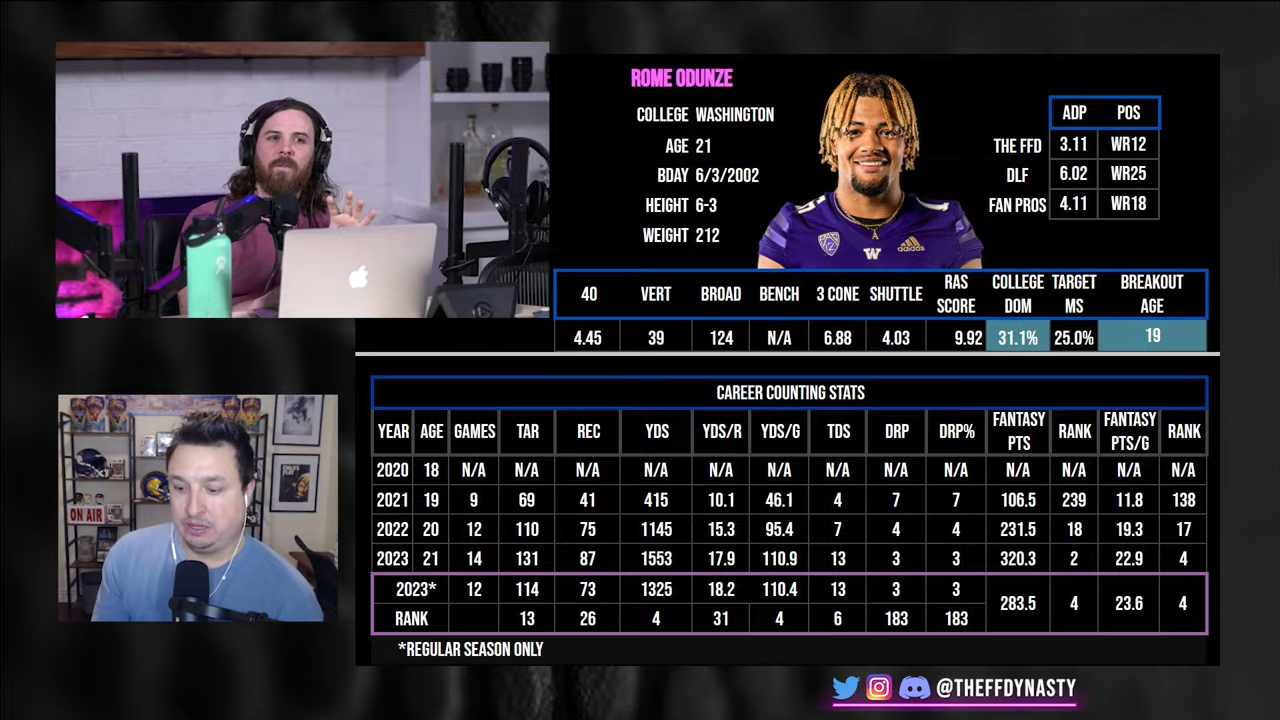 ROME ODUNZE
COLLEGE WASHINGTON
AGE 21
BDAY 6/3/2002
HEIGHT 6-3
WEIGHT 212
ADP POS
THE FFD 3.11 WR12
DLF 6.02 WR25
FAN PROS 4.11 WR18
W
adidas
40 VERT BROAD BENCH 3 CONE SHUTTLE RAS SCORE COLLEGE DOM TARGET MS BREAKOUT AGE
4.45 39 124 N/A 6.88 4.03 9.92 31.1% 25.0% 19
ON AIR
CAREER COUNTING STATS
YEAR AGE GAMES TAR REC YDS YDS/R YDS/G TDS DRP DRP% FANTASY PTS RANK FANTASY PTS/G RANK
2020 18 N/A N/A N/A N/A N/A N/A N/A N/A N/A N/A N/A N/A N/A
2021 19 9 69 41 415 10.1 46.1 4 7 7 106.5 239 11.8 138
2022 20 12 110 75 1145 15.3 95.4 7 4 4 231.5 18 19.3 17
2023 21 14 131 87 1553 17.9 110.9 13 3 3 320.3 2 22.9 4
2023* 12 114 73 1325 18.2 110.4 13 3 3 283.5 4 23.6 4
RANK 13 26 4 31 4 6 183 183
*REGULAR SEASON ONLY
@THEFFDYNASTY